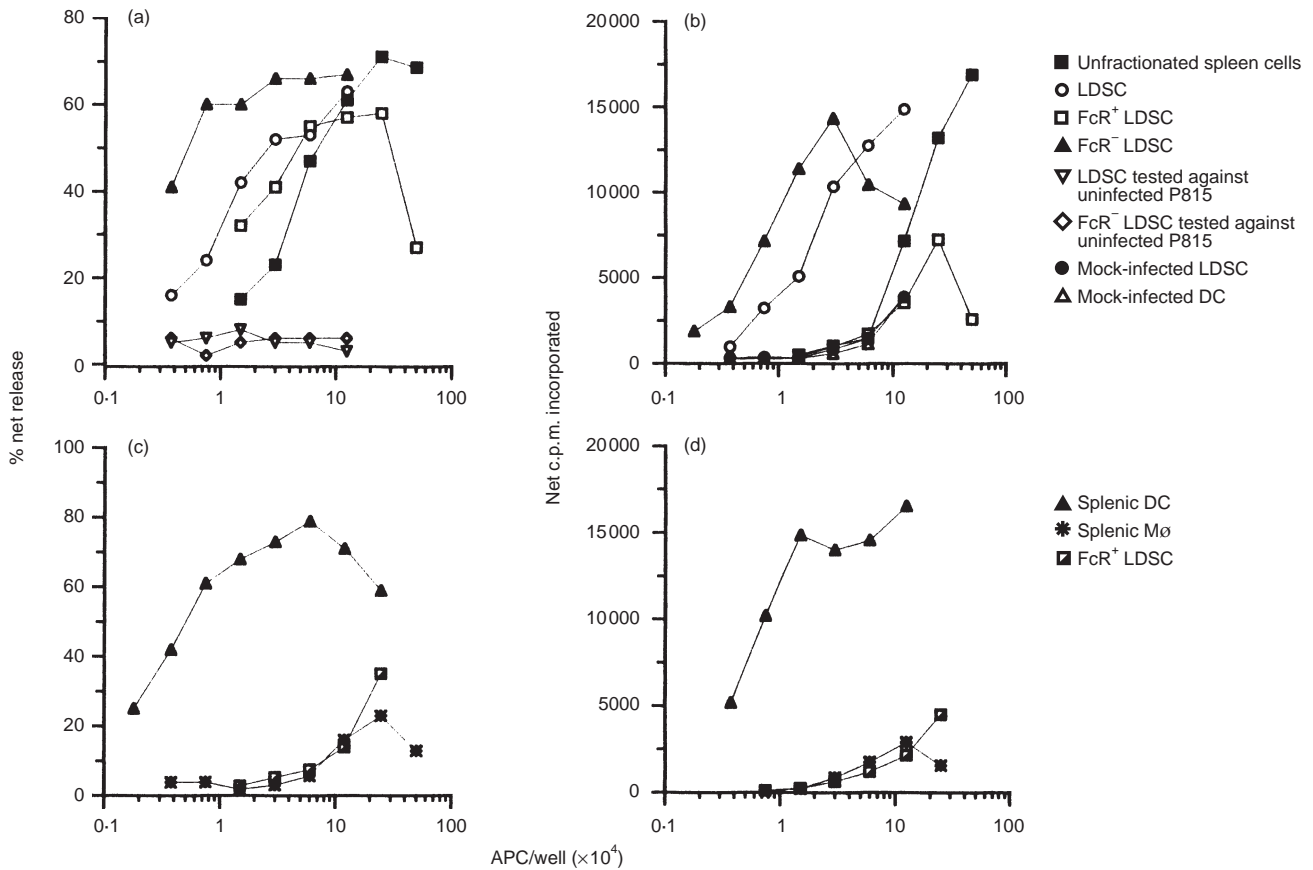 (a)
80
60
40
20
0
0·1
1
10
100
(b)
20000
15000
10000
5000
0
0·1
1
10
100
Unfractionated spleen cells
LDSC
FcR+ LDSC
FcR− LDSC
LDSC tested against
uninfected P815
FcR− LDSC tested against
uninfected P815
Mock-infected LDSC
Mock-infected DC
% net release
Net c.p.m. incorporated
(c)
100
80
60
40
20
0
0·1
1
10
100
(d)
20000
15000
10000
5000
0
0·1
1
10
100
Splenic DC
Splenic Mø
FcR+ LDSC
APC/well (×10⁴)